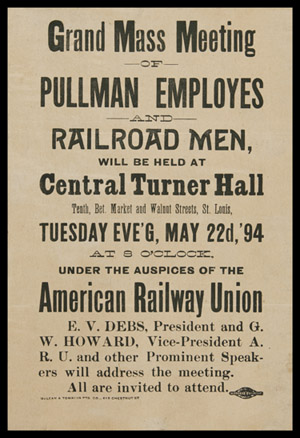 Grand Mass Meeting
OF
PULLMAN EMPLOYES
AND
RAILROAD MEN,
WILL BE HELD AT
Central Turner Hall
Tenth, Bet. Market and Walnut Streets, St. Louis,
TUESDAY EVE'G, MAY 22d, '94
AT 8 O'CLOCK,
UNDER THE AUSPICES OF THE
American Railway Union
E. V. DEBS, President and G.
W. HOWARD, Vice-President A.
R. U. and other Prominent Speak-
ers will address the meeting.
All are invited to attend.
CHESTNUT ST